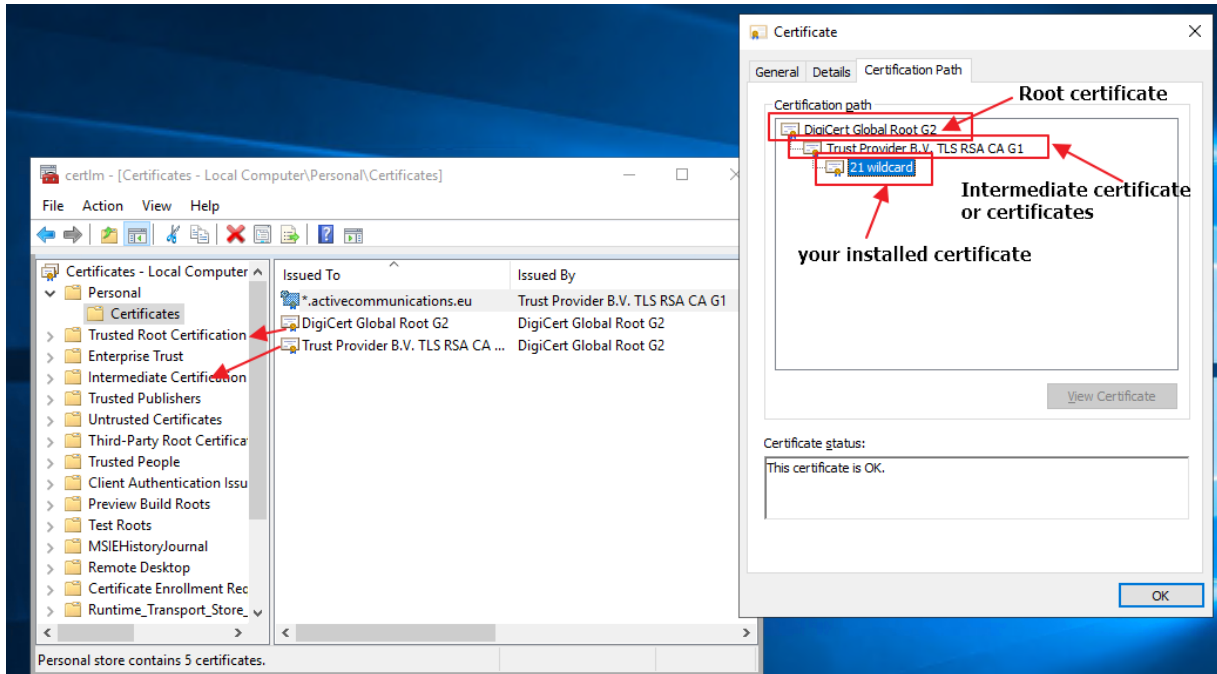 certlm - [Certificates - Local Computer\Personal\Certificates]
File Action View Help
Certificates - Local Computer
Personal
Certificates
Trusted Root Certification
Enterprise Trust
Intermediate Certification
Trusted Publishers
Untrusted Certificates
Third-Party Root Certificat
Trusted People
Client Authentication Issu
Preview Build Roots
Test Roots
MSIEHistoryJournal
Remote Desktop
Certificate Enrollment Rec
Runtime_Transport_Store_
Issued To Issued By
*.activecommunications.eu Trust Provider B.V. TLS RSA CA G1
DigiCert Global Root G2 DigiCert Global Root G2
Trust Provider B.V. TLS RSA CA ... DigiCert Global Root G2
Personal store contains 5 certificates.
Certificate
General Details Certification Path
Certification path
Root certificate
DigiCert Global Root G2
Trust Provider B.V. TLS RSA CA G1
21 wildcard
Intermediate certificate
or certificates
your installed certificate
View Certificate
Certificate status:
This certificate is OK.
OK